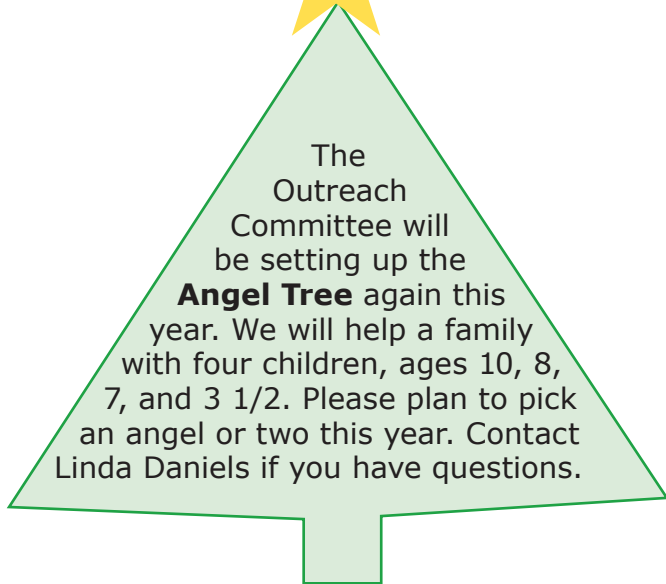 The
Outreach
Committee will
be setting up the
Angel Tree again this
year. We will help a family
with four children, ages 10, 8,
7, and 3 1/2. Please plan to pick
an angel or two this year. Contact
Linda Daniels if you have questions.